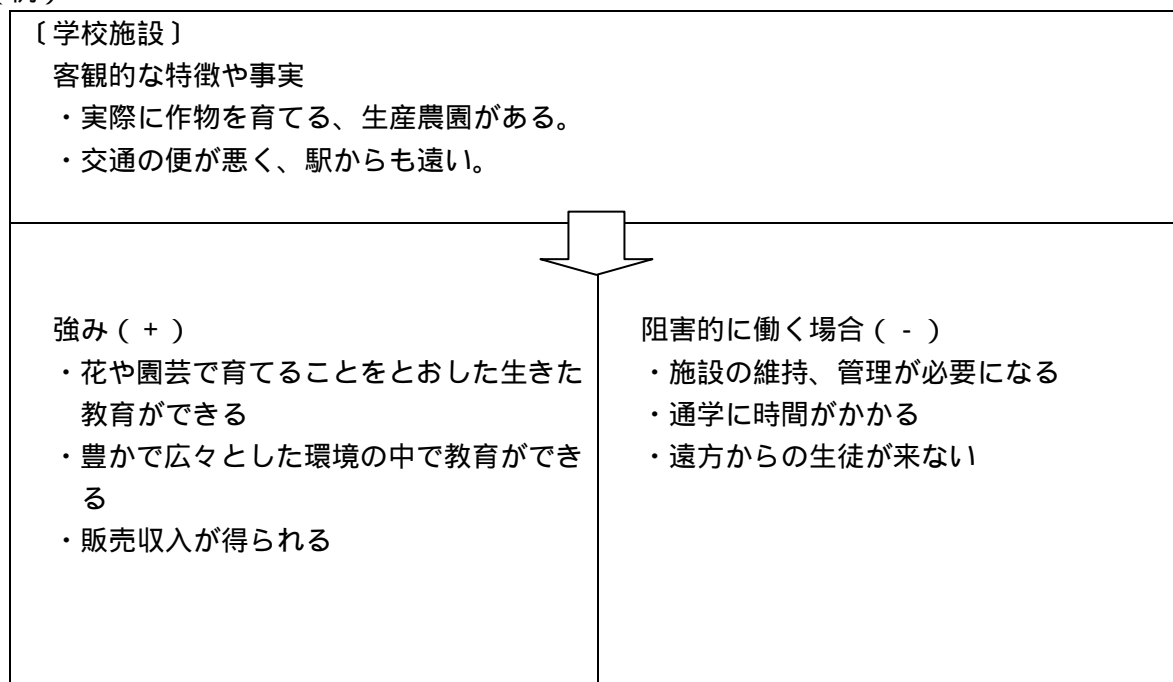 〔学校施設〕
客観的な特徴や事実
・実際に作物を育てる、生産農園がある。
・交通の便が悪く、駅からも遠い。
強み（+）
・花や園芸で育てることをとおした生きた
教育ができる
・豊かで広々とした環境の中で教育ができ
る
・販売収入が得られる
阻害的に働く場合（-）
・施設の維持、管理が必要になる
・通学に時間がかかる
・遠方からの生徒が来ない